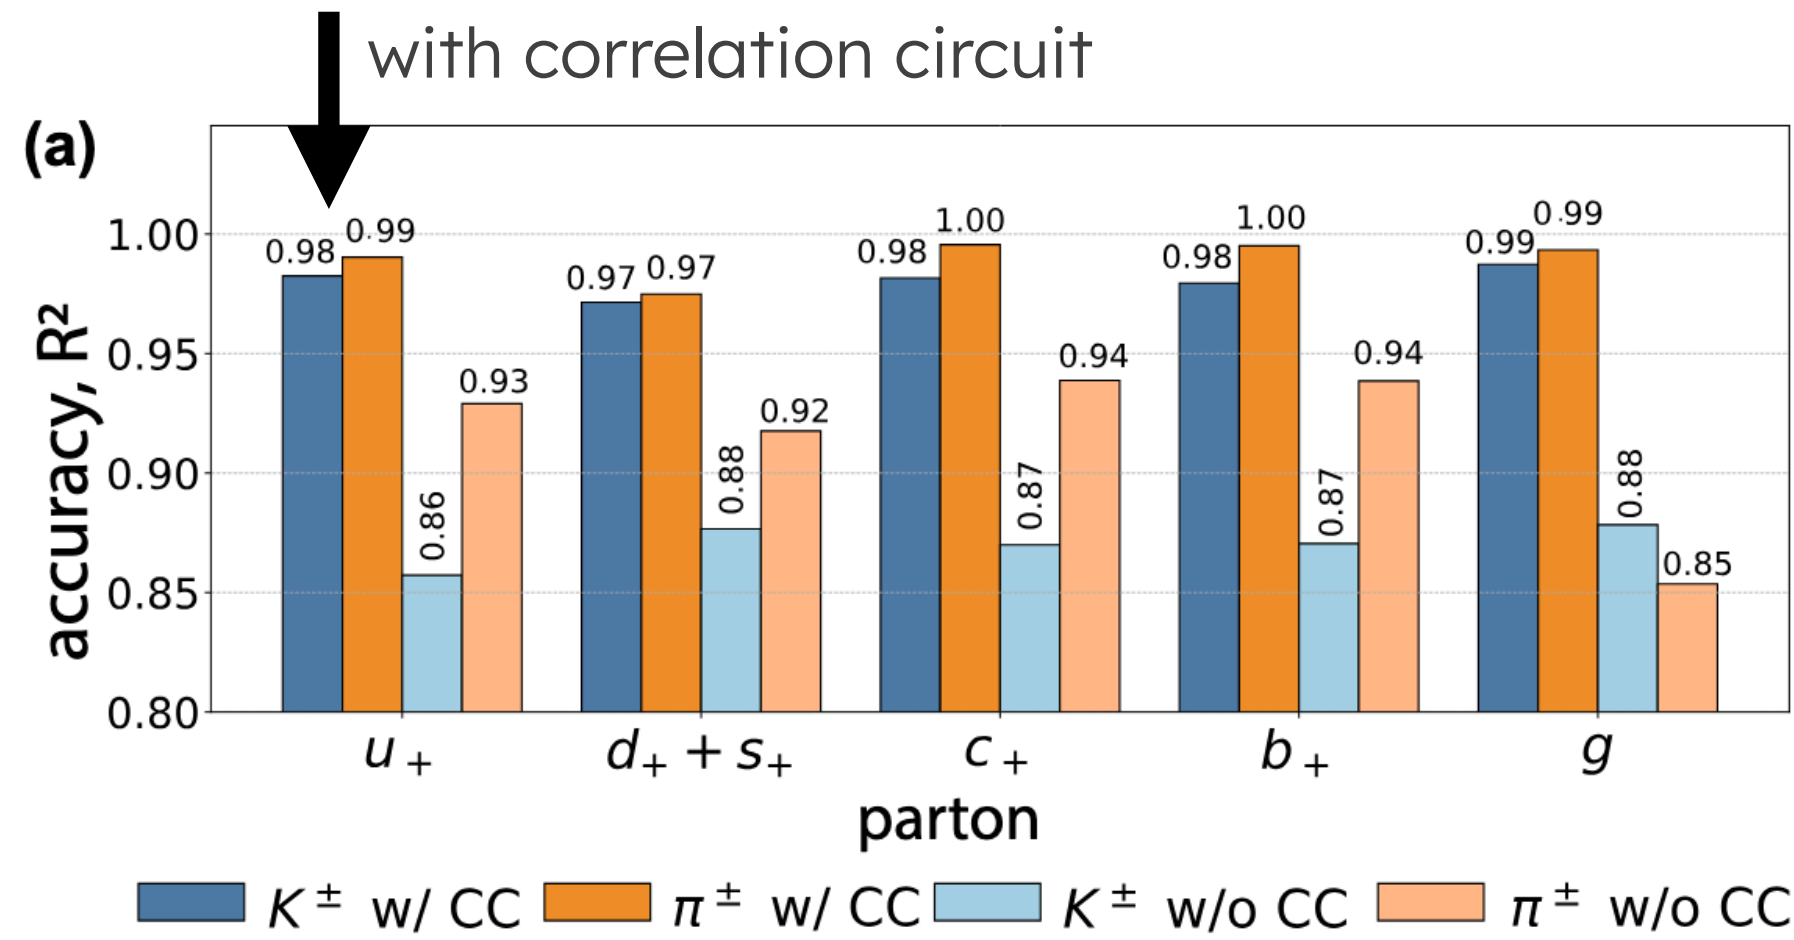 with correlation circuit
(a)
accuracy, R²
1.00
0.95
0.90
0.85
0.80
0.98 0.99 0.86 0.93
0.97 0.97 0.88 0.92
0.98 1.00 0.87 0.94
0.98 1.00 0.87 0.94
0.99 0.99 0.88 0.85
u₊ d₊ + s₊ c₊ b₊ g
parton
K± w/ CC π± w/ CC K± w/o CC π± w/o CC